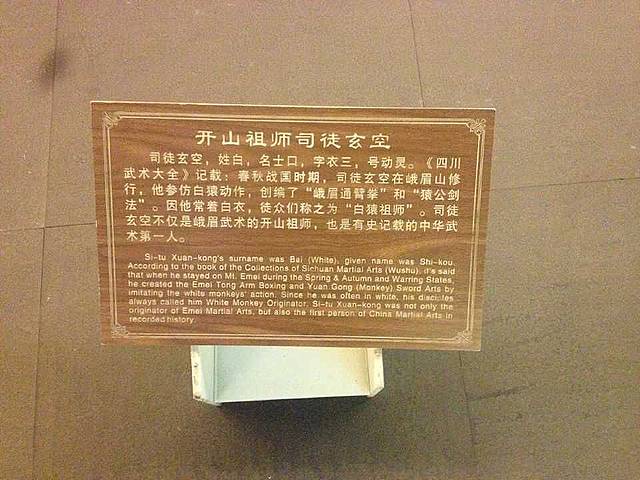 开山祖师司徒玄空
司徒玄空，姓白，名士口，字衣三，号动灵。《四川
武术大全》记载：春秋战国时期，司徒玄空在峨眉山修
行，他参仿白猿动作，创编了“峨眉通臂拳”和“猿公剑
法”。因他常着白衣，徒众们称之为“白猿祖师”。司徒
玄空不仅是峨眉武术的开山祖师，也是有史记载的中华武
术第一人。
Si-tu Xuan-kong's surname was Bai (White), given name was Shi-kou.
According to the book of the Collections of Sichuan Martial Arts (Wushu), it's said
that when he stayed on Mt. Emei during the Spring & Autumn and Warring States,
he created the Emei Tong Arm Boxing and Yuan Gong (Monkey) Sword Arts by
imitating the white monkeys' action. Since he was often in white, his disciples
always called him White Monkey Originator. Si-tu Xuan-kong was not only the
originator of Emei Martial Arts, but also the first person of China Martial Arts in
recorded history.